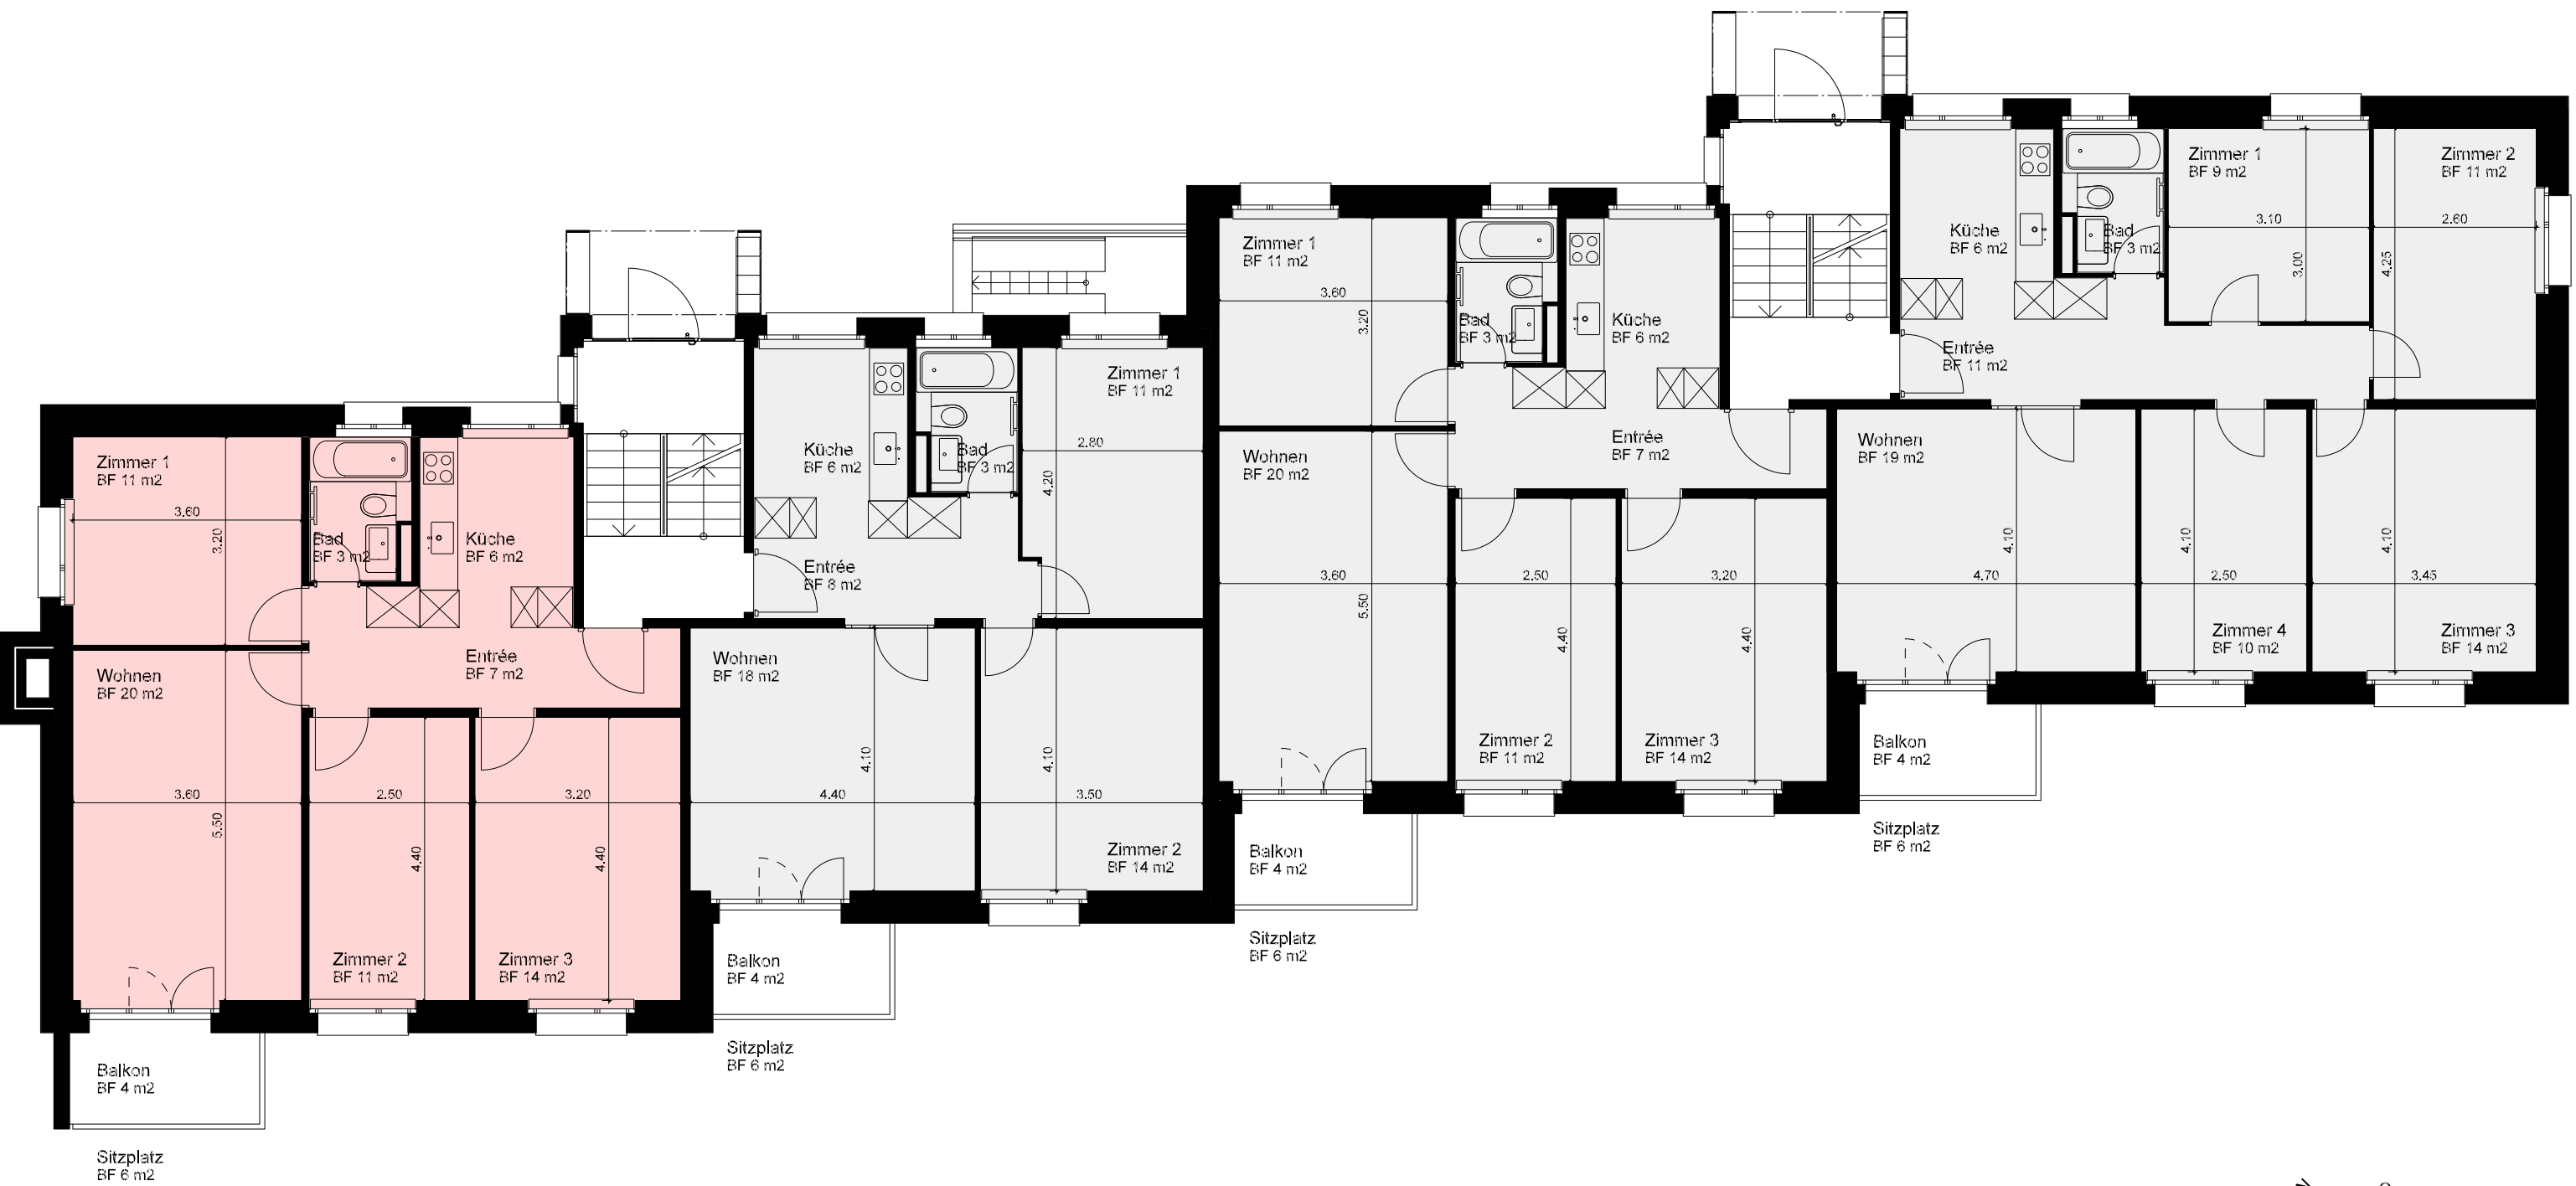 Zimmer 1
BF 11 m2
3.60
3.20
Bad
BF 3 m2
Küche
BF 6 m2
Entrée
BF 7 m2
Wohnen
BF 20 m2
3.60
5.50
2.50
4.40
3.20
4.40
Zimmer 2
BF 11 m2
Zimmer 3
BF 14 m2
Balkon
BF 4 m2
Sitzplatz
BF 6 m2
Küche
BF 6 m2
Bad
BF 3 m2
Zimmer 1
BF 11 m2
2.80
4.20
Entrée
BF 8 m2
Wohnen
BF 18 m2
4.10
4.40
4.10
3.50
Zimmer 2
BF 14 m2
Balkon
BF 4 m2
Sitzplatz
BF 6 m2
Zimmer 1
BF 11 m2
3.60
3.20
Bad
BF 3 m2
Küche
BF 6 m2
Entrée
BF 7 m2
Wohnen
BF 20 m2
3.60
5.50
2.50
4.40
3.20
4.40
Zimmer 2
BF 11 m2
Zimmer 3
BF 14 m2
Balkon
BF 4 m2
Sitzplatz
BF 6 m2
Küche
BF 6 m2
Bad
BF 3 m2
Zimmer 1
BF 9 m2
3.10
3.00
Zimmer 2
BF 11 m2
2.60
4.25
Entrée
BF 11 m2
Wohnen
BF 19 m2
4.10
4.70
4.10
2.50
4.10
3.45
Zimmer 4
BF 10 m2
Zimmer 3
BF 14 m2
Balkon
BF 4 m2
Sitzplatz
BF 6 m2